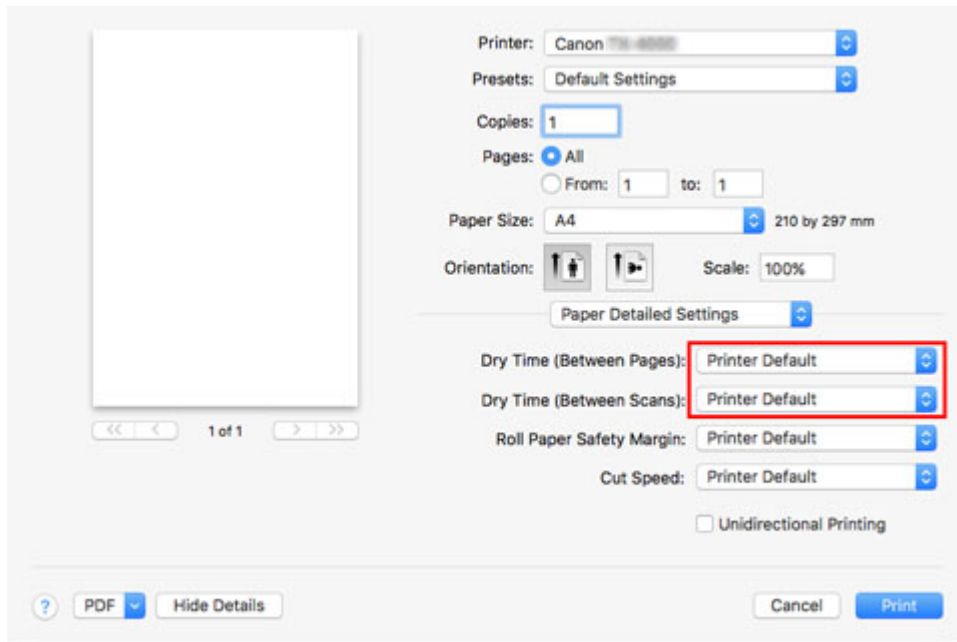 Printer: Canon
Presets: Default Settings
Copies: 1
Pages: All
From: 1 to: 1
Paper Size: A4 210 by 297 mm
Orientation: Scale: 100%
Paper Detailed Settings
Dry Time (Between Pages): Printer Default
Dry Time (Between Scans): Printer Default
Roll Paper Safety Margin: Printer Default
Cut Speed: Printer Default
Unidirectional Printing
1 of 1
? PDF Hide Details Cancel Print